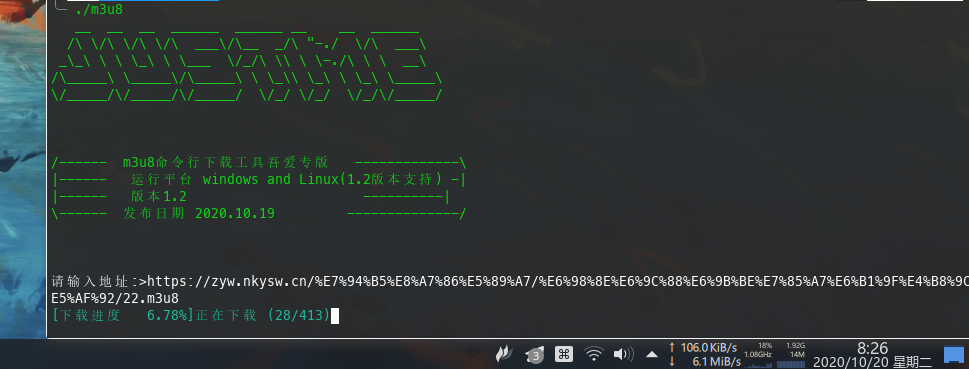 ./m3u8
/------ m3u8命令行下载工具吾爱专版 -------------\
|------ 运行平台 windows and Linux(1.2版本支持) -|
|------ 版本1.2 ----------|
\------ 发布日期 2020.10.19 --------------/
请输入地址:>https://zyw.nkysw.cn/%E7%94%B5%E8%A7%86%E5%89%A7/%E6%98%8E%E6%9C%88%E6%9B%BE%E7%85%A7%E6%B1%9F%E4%B8%9C%
E5%AF%92/22.m3u8
[下载进度 6.78%]正在下载 (28/413)
3
↑ 106.0 KiB/s
↓ 6.1 MiB/s
18% 1.92G
1.08GHz 14M
8:26
2020/10/20 星期二